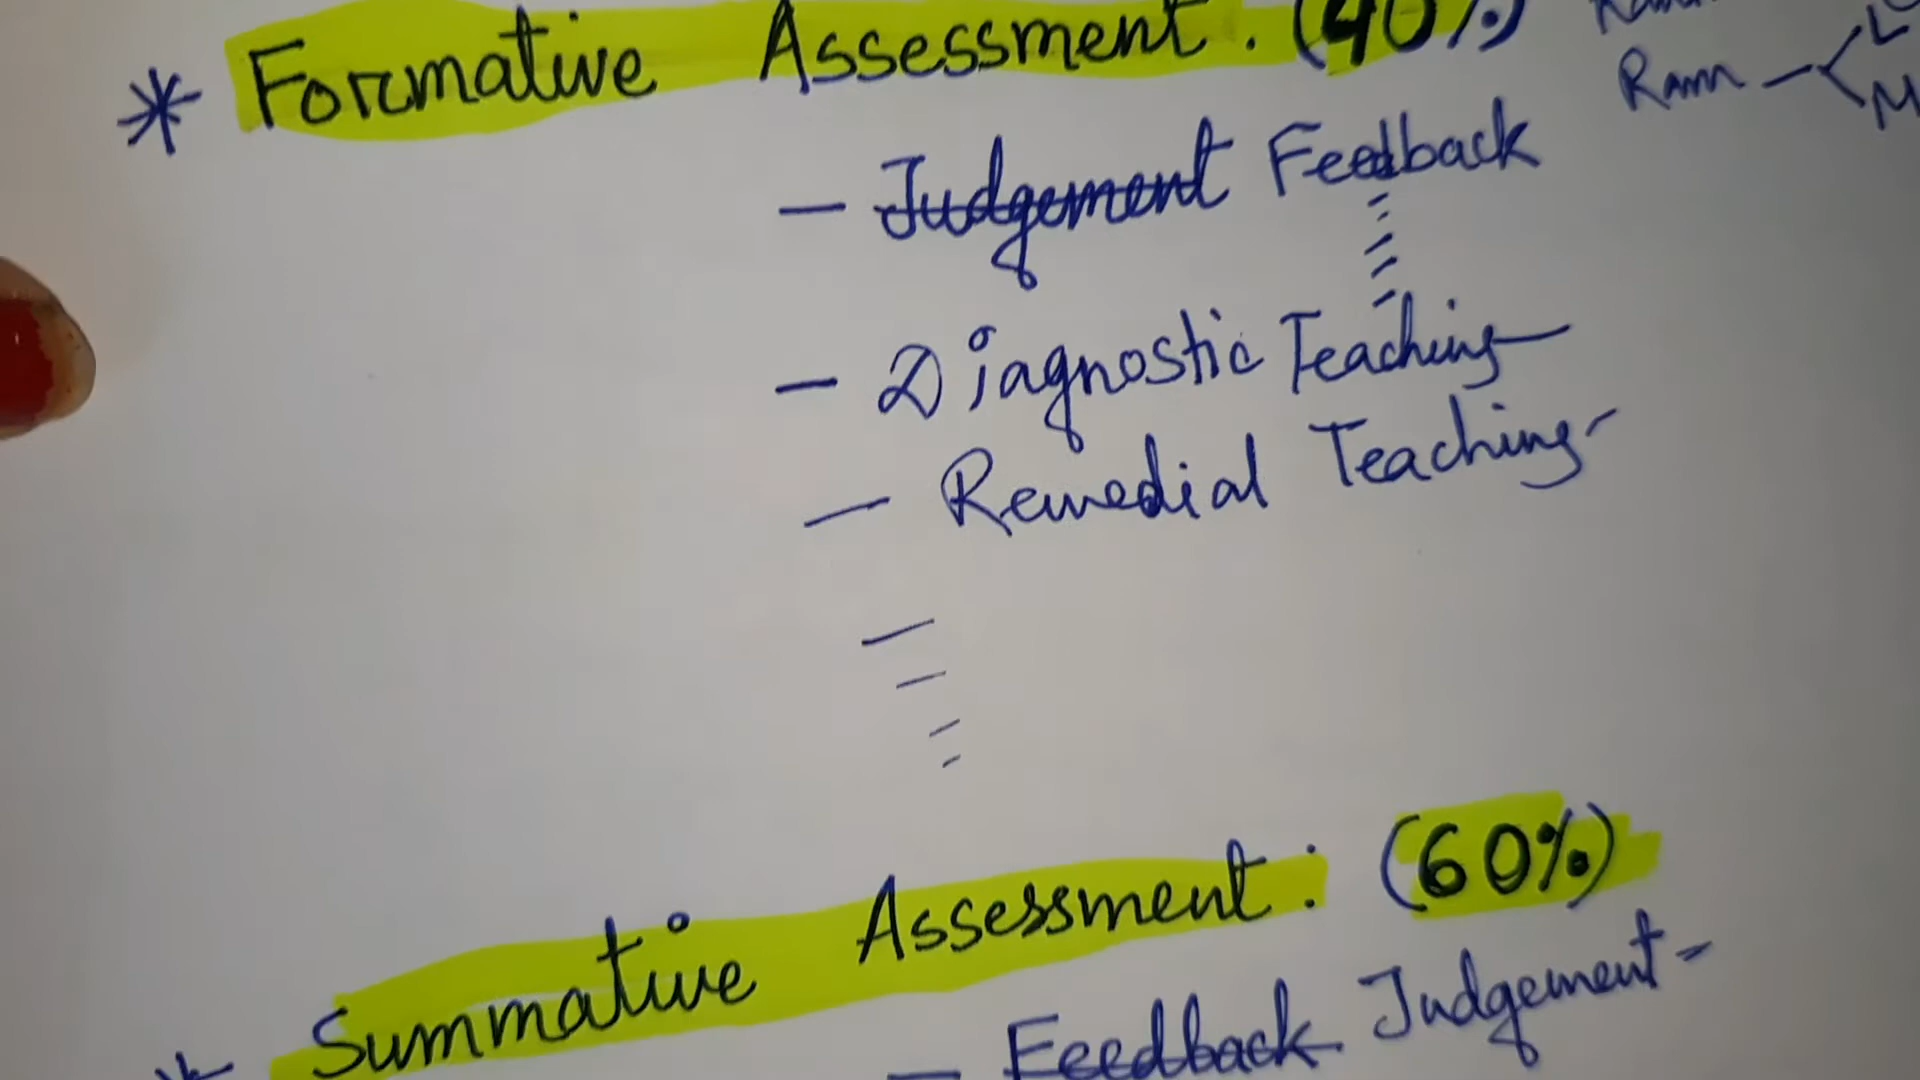 * Formative Assessment. (40%)
Ram
- Judgement Feedback
- Diagnostic Teaching
- Remedial Teaching
Summative Assessment: (60%)
- Feedback Judgement -